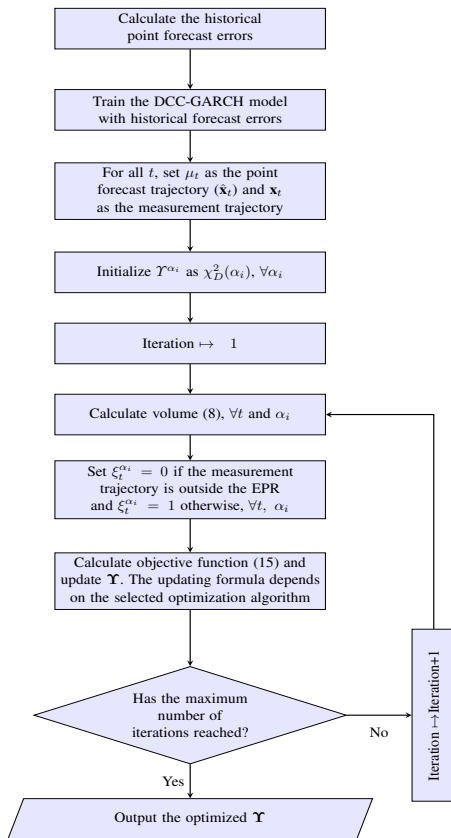 Calculate the historical
point forecast errors
Train the DCC-GARCH model
with historical forecast errors
For all t, set μ_t as the point
forecast trajectory (x̂_t) and x_t
as the measurement trajectory
Initialize ϒ^{α_i} as χ²_D(α_i), ∀α_i
Iteration ↦ 1
Calculate volume (8), ∀t and α_i
Set ξ_t^{α_i} = 0 if the measurement
trajectory is outside the EPR
and ξ_t^{α_i} = 1 otherwise, ∀t, α_i
Calculate objective function (15) and
update ϒ. The updating formula depends
on the selected optimization algorithm
Has the maximum
number of
iterations reached?
No
Iteration ↦Iteration+1
Yes
Output the optimized ϒ